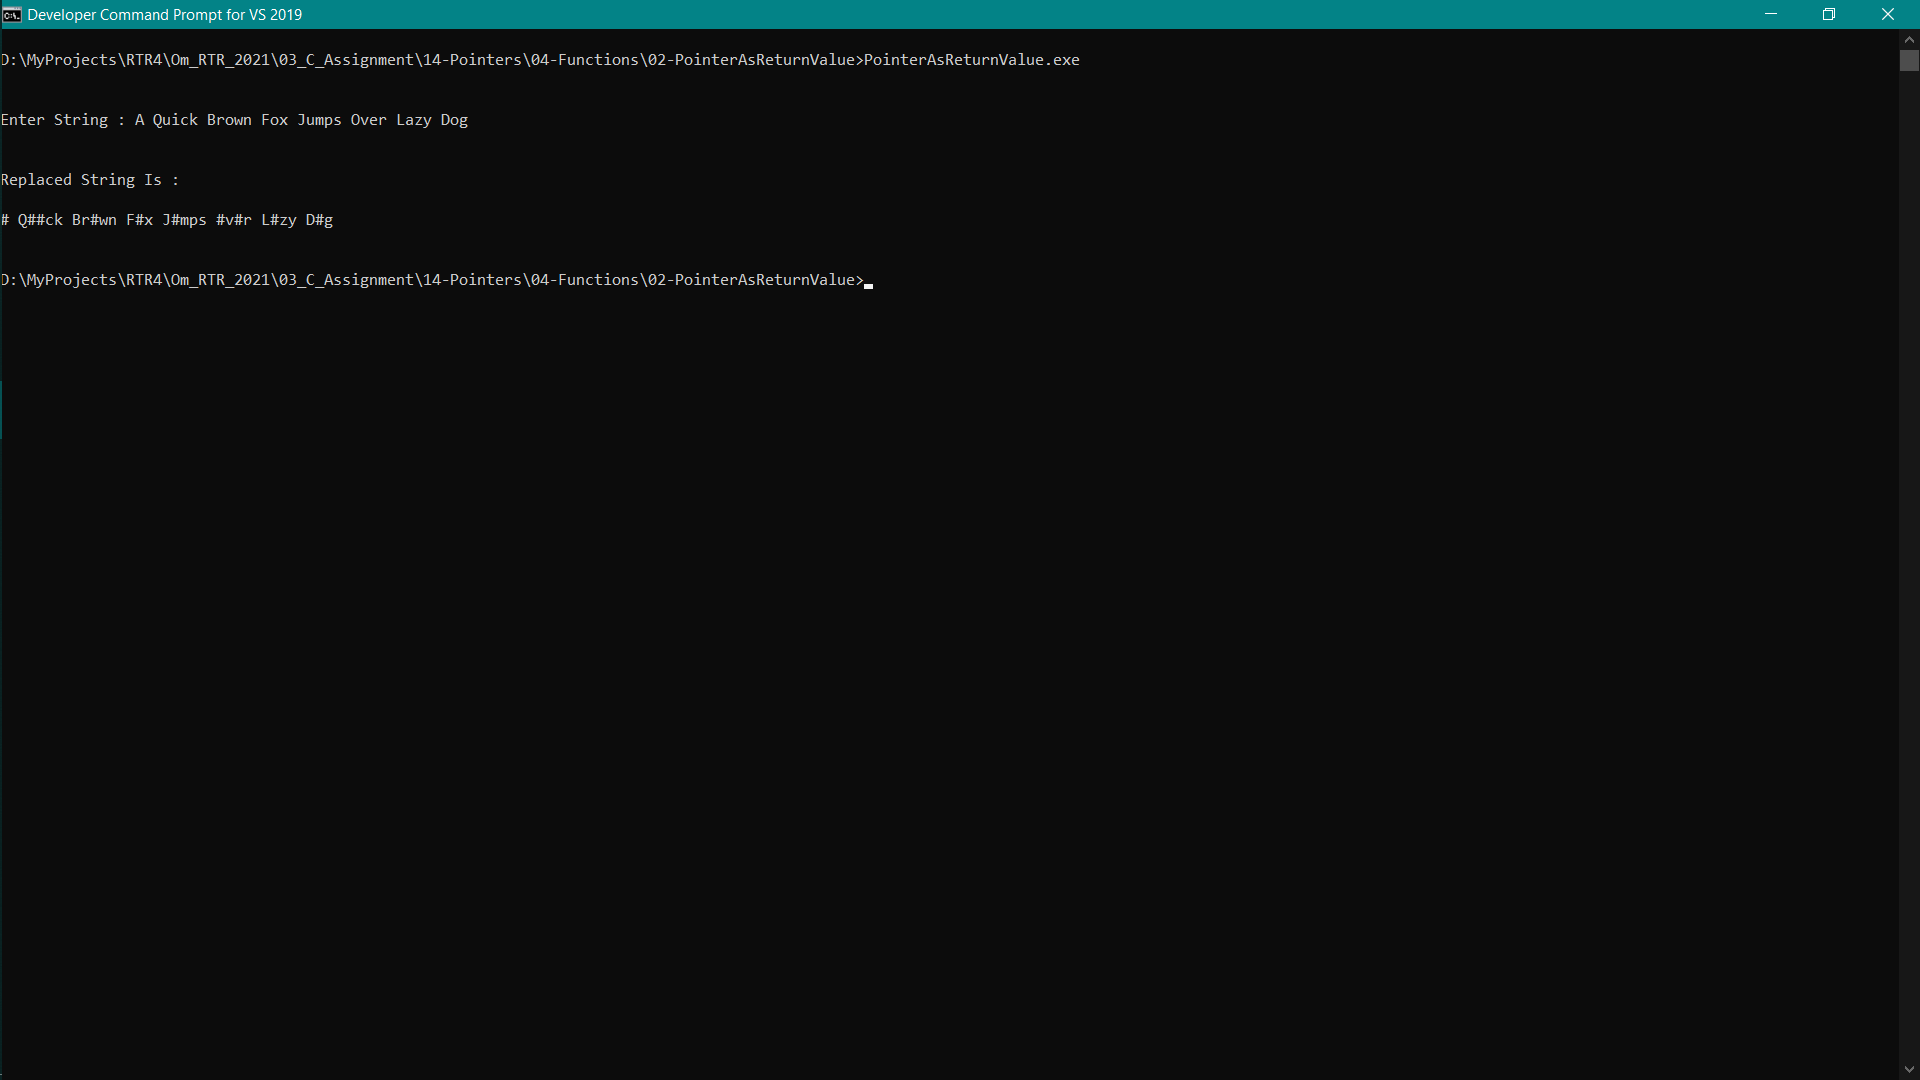 Developer Command Prompt for VS 2019
D:\MyProjects\RTR4\Om_RTR_2021\03_C_Assignment\14-Pointers\04-Functions\02-PointerAsReturnValue>PointerAsReturnValue.exe
Enter String : A Quick Brown Fox Jumps Over Lazy Dog
Replaced String Is :
# Q##ck Br#wn F#x J#mps #v#r L#zy D#g
D:\MyProjects\RTR4\Om_RTR_2021\03_C_Assignment\14-Pointers\04-Functions\02-PointerAsReturnValue>